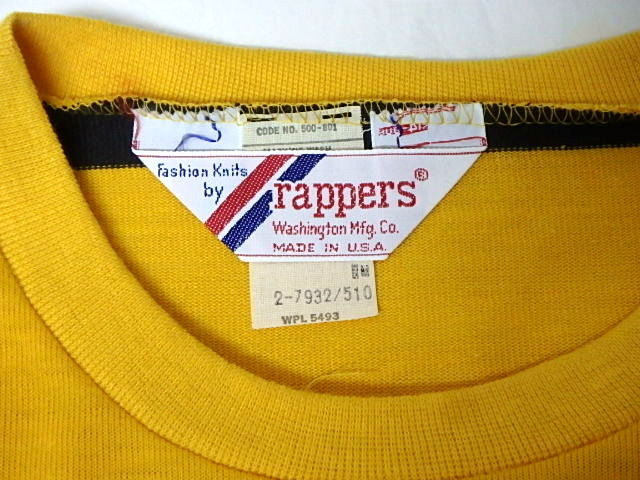 CODE NO. 500-801
Fashion Knits
by
rappers®
Washington Mfg. Co.
MADE IN U.S.A.
2-7932/510
WPL 5493